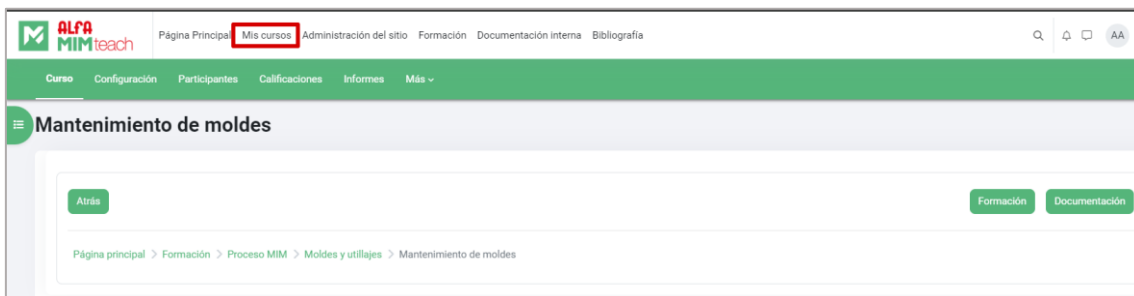 ALFA
MIMteach
Página Principal Mis cursos Administración del sitio Formación Documentación interna Bibliografía
AA
Curso Configuración Participantes Calificaciones Informes Más
Mantenimiento de moldes
Atrás
Formación Documentación
Página principal > Formación > Proceso MIM > Moldes y utillajes > Mantenimiento de moldes